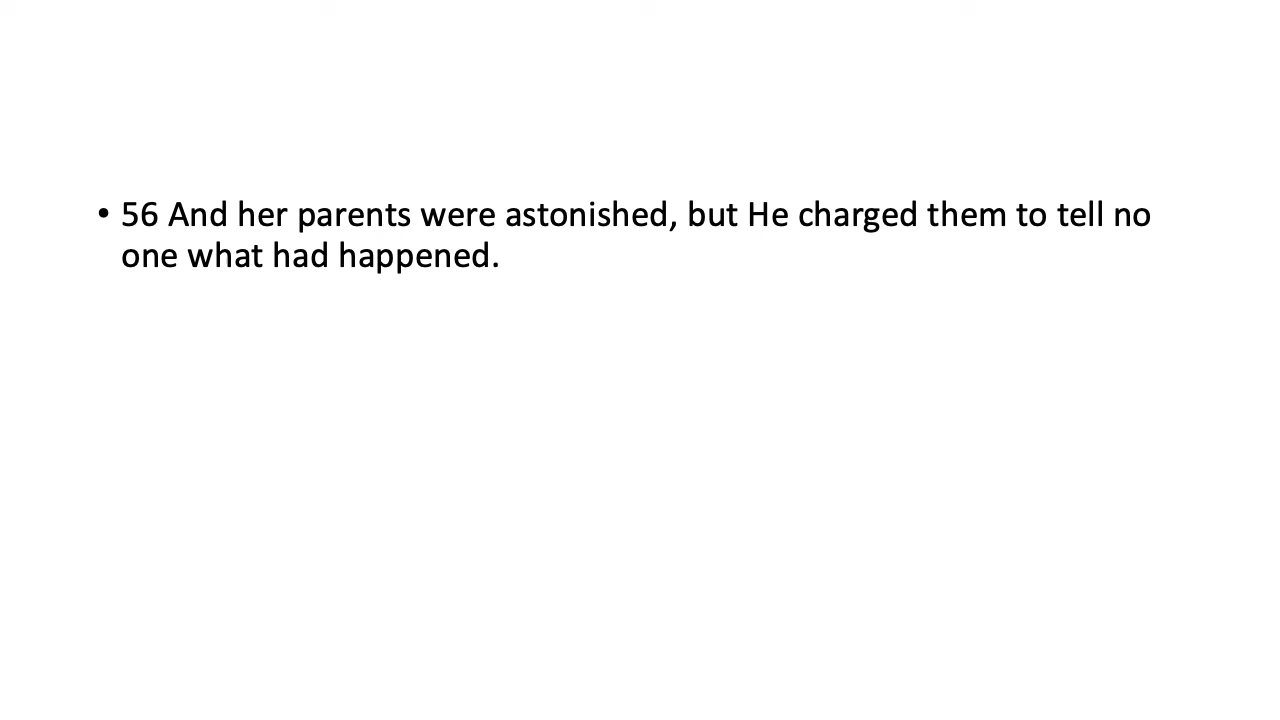 • 56 And her parents were astonished, but He charged them to tell no
one what had happened.